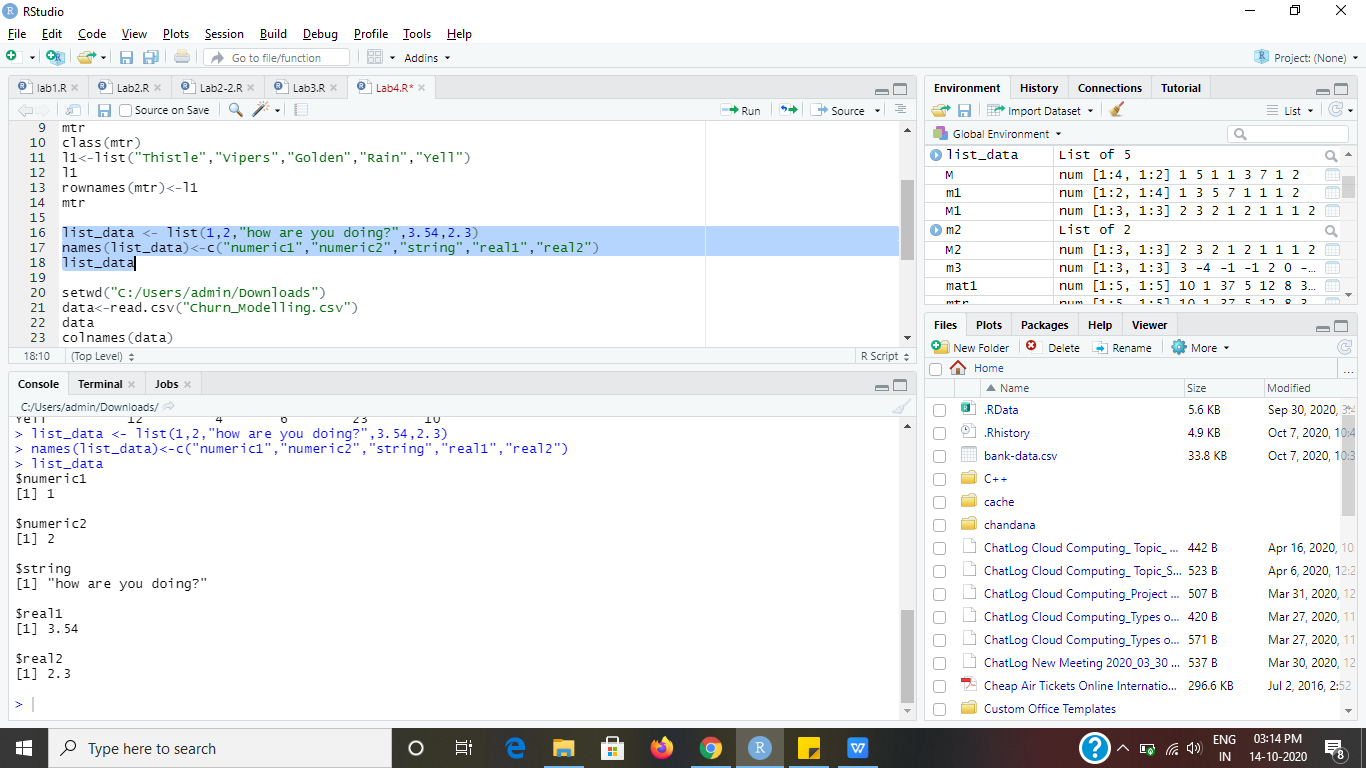 RStudio
File Edit Code View Plots Session Build Debug Profile Tools Help
Go to file/function Addins Project: (None)
lab1.R Lab2.R Lab2-2.R Lab3.R Lab4.R*
Source on Save Run Source
9 mtr
10 class(mtr)
11 l1<-list("Thistle","Vipers","Golden","Rain","Yell")
12 l1
13 rownames(mtr)<-l1
14 mtr
15
16 list_data <- list(1,2,"how are you doing?",3.54,2.3)
17 names(list_data)<-c("numeric1","numeric2","string","real1","real2")
18 list_data
19
20 setwd("C:/Users/admin/Downloads")
21 data<-read.csv("Churn_Modelling.csv")
22 data
23 colnames(data)
18:10 (Top Level) R Script
Console Terminal Jobs
C:/Users/admin/Downloads/
Yell 12 4 6 23 10
> list_data <- list(1,2,"how are you doing?",3.54,2.3)
> names(list_data)<-c("numeric1","numeric2","string","real1","real2")
> list_data
$numeric1
[1] 1
$numeric2
[1] 2
$string
[1] "how are you doing?"
$real1
[1] 3.54
$real2
[1] 2.3
>
Environment History Connections Tutorial
Import Dataset List
Global Environment
list_data List of 5
M num [1:4, 1:2] 1 5 1 1 3 7 1 2
m1 num [1:2, 1:4] 1 3 5 7 1 1 1 2
M1 num [1:3, 1:3] 2 3 2 1 2 1 1 1 2
m2 List of 2
M2 num [1:3, 1:3] 2 3 2 1 2 1 1 1 2
m3 num [1:3, 1:3] 3 -4 -1 -1 2 0 -...
mat1 num [1:5, 1:5] 10 1 37 5 12 8 3...
mtr num [1:5, 1:5] 10 1 37 5 12 8 3
Files Plots Packages Help Viewer
New Folder Delete Rename More
Home ...
Name Size Modified
.RData 5.6 KB Sep 30, 2020, 3:4
.Rhistory 4.9 KB Oct 7, 2020, 10:4
bank-data.csv 33.8 KB Oct 7, 2020, 10:3
C++
cache
chandana
ChatLog Cloud Computing_ Topic_ ... 442 B Apr 16, 2020, 10:
ChatLog Cloud Computing_ Topic_S... 523 B Apr 6, 2020, 12:2
ChatLog Cloud Computing_Project ... 507 B Mar 31, 2020, 12
ChatLog Cloud Computing_Types o... 420 B Mar 27, 2020, 11
ChatLog Cloud Computing_Types o... 571 B Mar 27, 2020, 11
ChatLog New Meeting 2020_03_30 ... 537 B Mar 30, 2020, 12
Cheap Air Tickets Online Internatio... 296.6 KB Jul 2, 2016, 2:52
Custom Office Templates
Type here to search
ENG 03:14 PM
IN 14-10-2020 8